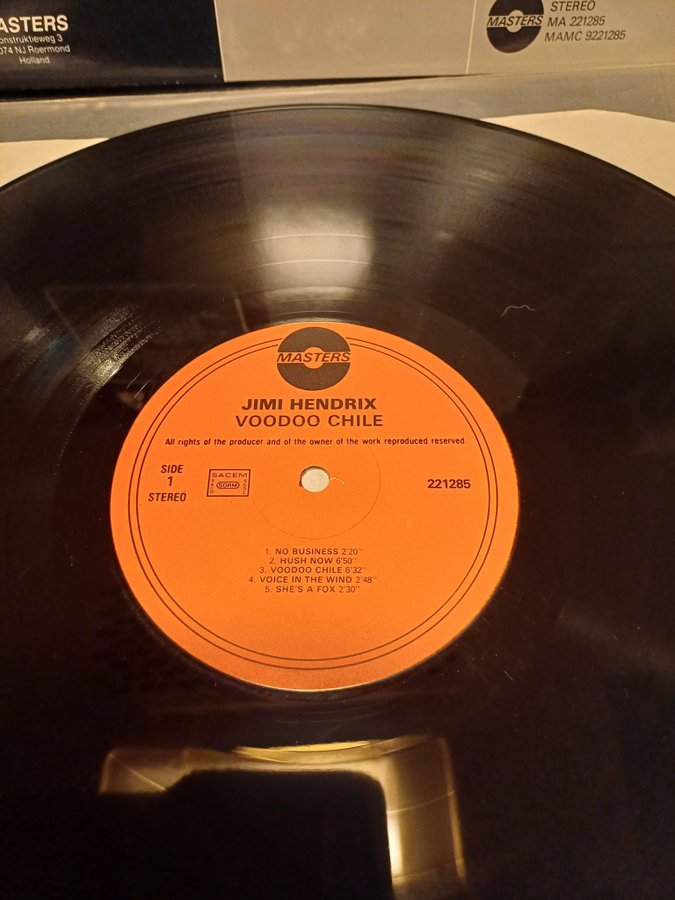 ASTERS
onstruktieweg 3
074 NJ Roermond
Holland
MASTERS
STEREO
MA 221285
MAMC 9221285
MASTERS
JIMI HENDRIX
VOODOO CHILE
All rights of the producer and of the owner of the work reproduced reserved
SIDE
1
STEREO
SACEM
SDRM
221285
1. NO BUSINESS 2'20''
2. HUSH NOW 6'50''
3. VOODOO CHILE 6'32''
4. VOICE IN THE WIND 2'48''
5. SHE'S A FOX 2'30''